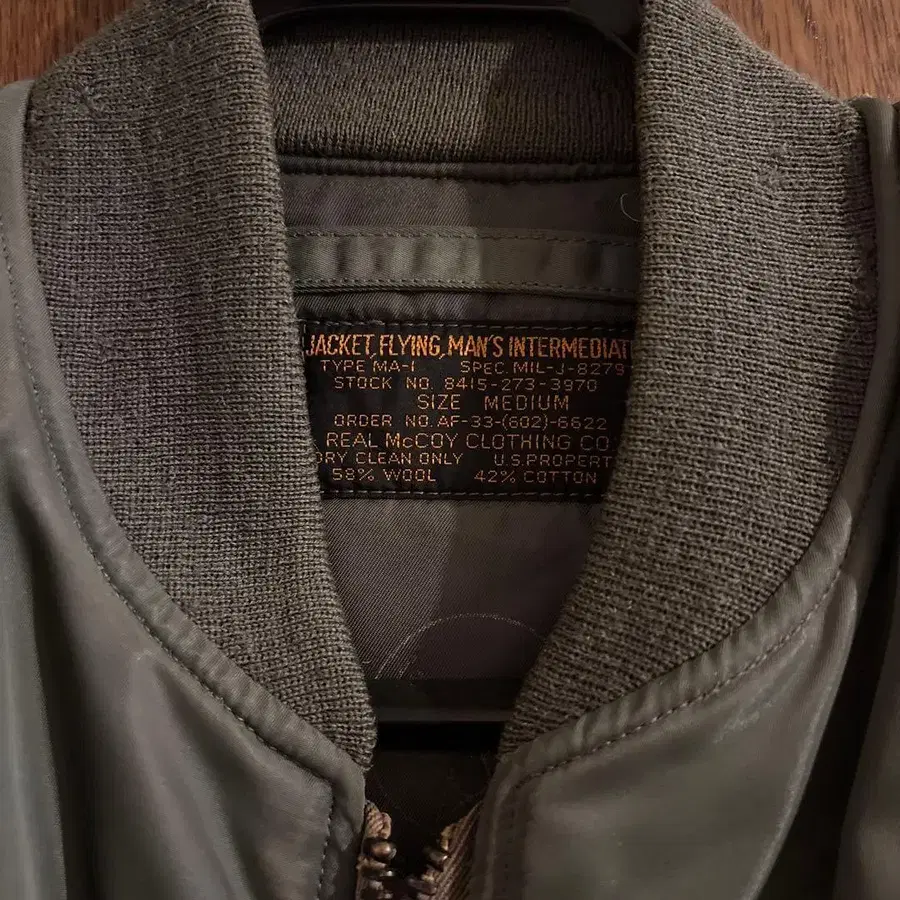 JACKET, FLYING, MAN'S INTERMEDIAT
TYPE MA-1 SPEC. MIL-J-8279
STOCK NO. 8415-273-3970
SIZE MEDIUM
ORDER NO. AF-33-(602)-6622
REAL McCOY CLOTHING CO
DRY CLEAN ONLY U.S. PROPERT
58% WOOL 42% COTTON